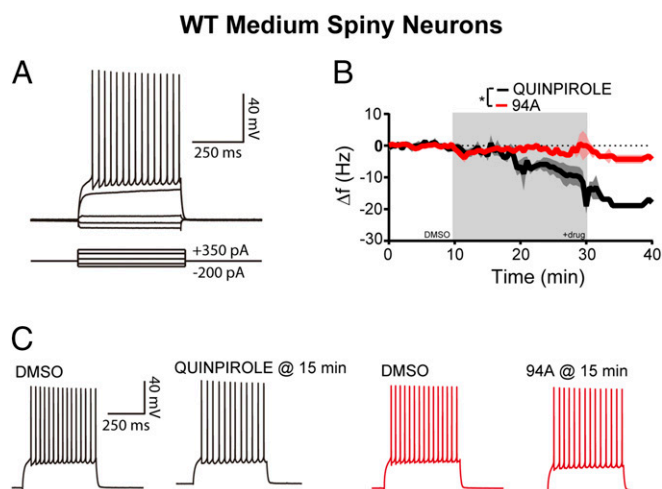 WT Medium Spiny Neurons
A
40 mV
250 ms
+350 pA
-200 pA
B
* QUINPIROLE
94A
Δf (Hz)
10
0
-10
-20
-30
DMSO
+drug
0 10 20 30 40
Time (min)
C
DMSO
40 mV
250 ms
QUINPIROLE @ 15 min
DMSO
94A @ 15 min